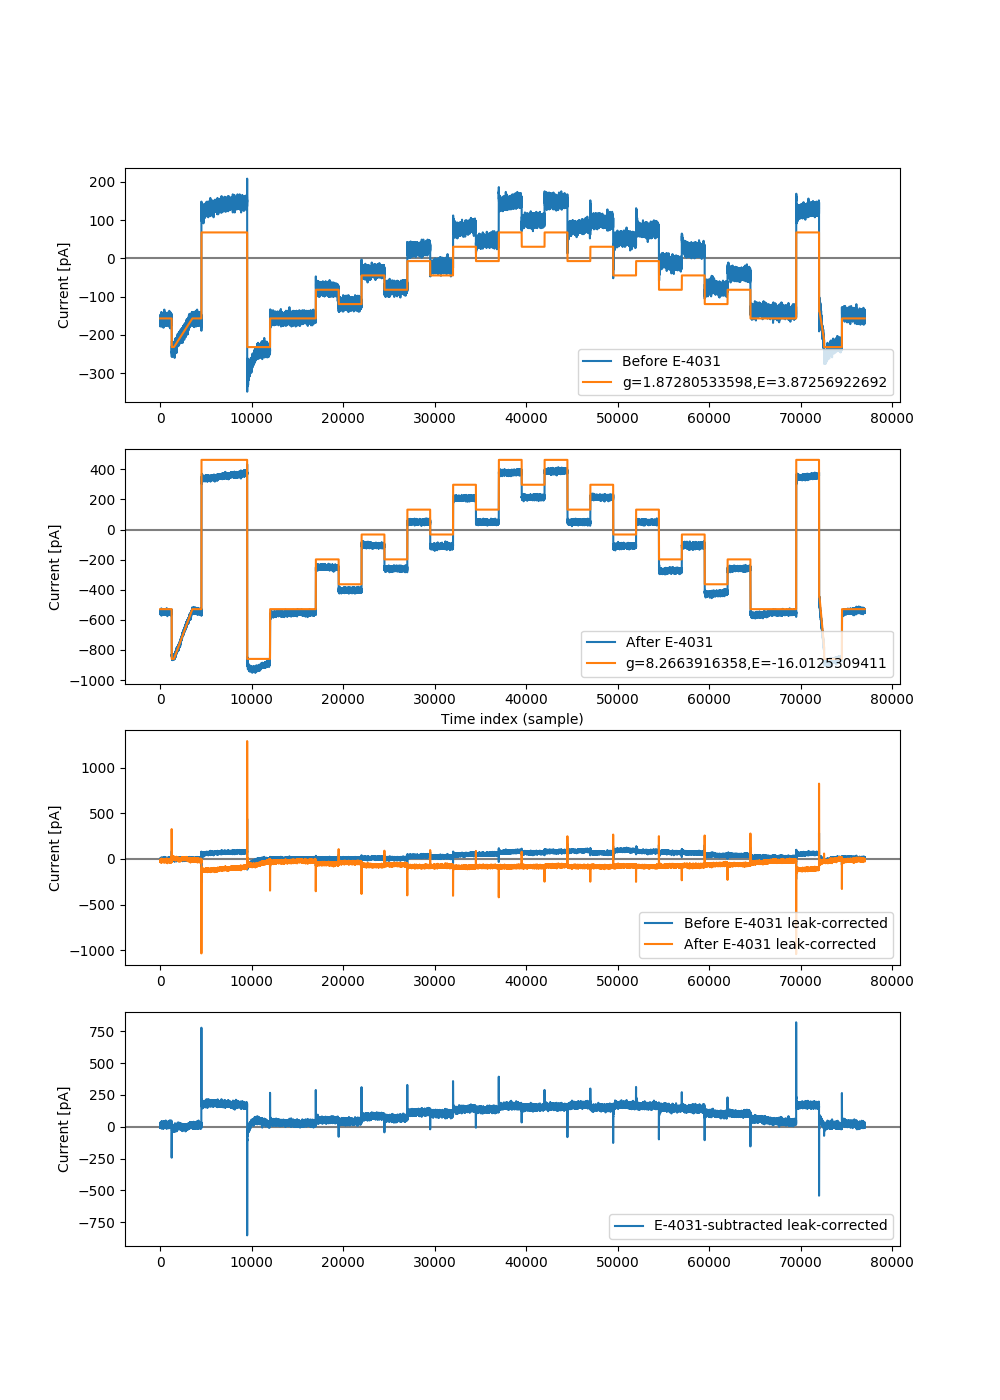 200
100
0
−100
−200
−300
Current [pA]
Before E-4031
g=1.87280533598,E=3.87256922692
0 10000 20000 30000 40000 50000 60000 70000 80000
400
200
0
−200
−400
−600
−800
−1000
Current [pA]
After E-4031
g=8.2663916358,E=-16.0125309411
0 10000 20000 30000 40000 50000 60000 70000 80000
Time index (sample)
1000
500
0
−500
−1000
Current [pA]
Before E-4031 leak-corrected
After E-4031 leak-corrected
0 10000 20000 30000 40000 50000 60000 70000 80000
750
500
250
0
−250
−500
−750
Current [pA]
E-4031-subtracted leak-corrected
0 10000 20000 30000 40000 50000 60000 70000 80000